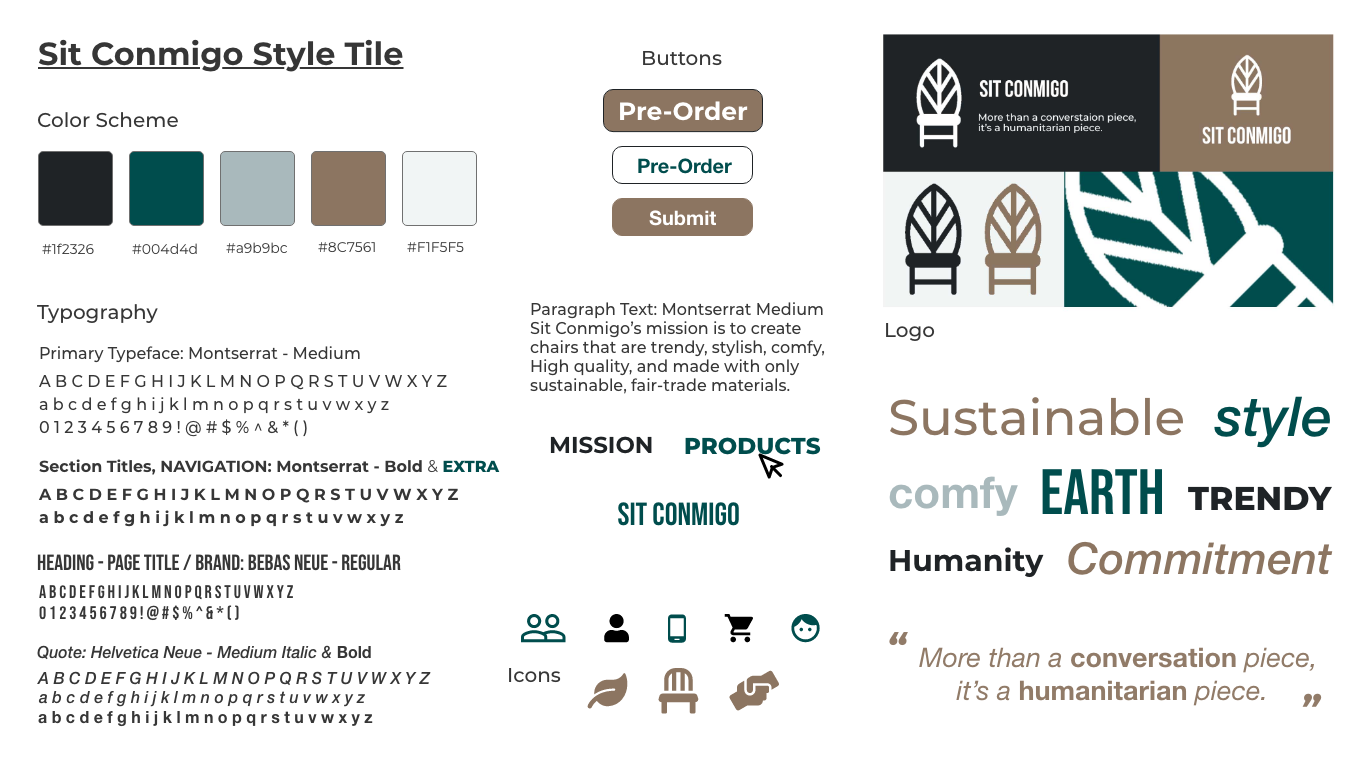 Sit Conmigo Style Tile
Color Scheme
#1f2326
#004d4d
#a9b9bc
#8C7561
#F1F5F5
Typography
Primary Typeface: Montserrat - Medium
A B C D E F G H I J K L M N O P Q R S T U V W X Y Z
a b c d e f g h i j k l m n o p q r s t u v w x y z
0 1 2 3 4 5 6 7 8 9 ! @ # $ % ^ & * ( )
Section Titles, NAVIGATION: Montserrat - Bold & EXTRA
A B C D E F G H I J K L M N O P Q R S T U V W X Y Z
a b c d e f g h i j k l m n o p q r s t u v w x y z
HEADING - PAGE TITLE / BRAND: BEBAS NEUE - REGULAR
A B C D E F G H I J K L M N O P Q R S T U V W X Y Z
0 1 2 3 4 5 6 7 8 9 ! @ # $ % ^ & * ( )
Quote: Helvetica Neue - Medium Italic & Bold
A B C D E F G H I J K L M N O P Q R S T U V W X Y Z
a b c d e f g h i j k l m n o p q r s t u v w x y z
a b c d e f g h i j k l m n o p q r s t u v w x y z
Buttons
Pre-Order
Pre-Order
Submit
Paragraph Text: Montserrat Medium
Sit Conmigo’s mission is to create
chairs that are trendy, stylish, comfy,
High quality, and made with only
sustainable, fair-trade materials.
MISSION PRODUCTS
SIT CONMIGO
Icons
SIT CONMIGO
More than a converstaion piece,
it’s a humanitarian piece.
SIT CONMIGO
Logo
Sustainable style
comfy EARTH TRENDY
Humanity Commitment
“ More than a conversation piece,
it’s a humanitarian piece. ”